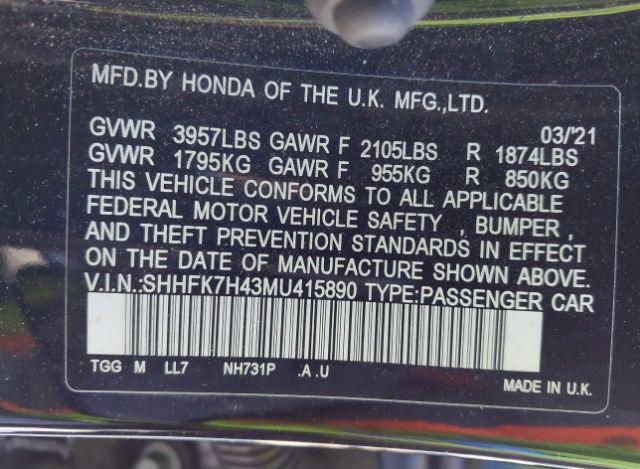 MFD.BY HONDA OF THE U.K. MFG.,LTD.
03/'21
GVWR 3957LBS GAWR F 2105LBS R 1874LBS
GVWR 1795KG GAWR F 955KG R 850KG
THIS VEHICLE CONFORMS TO ALL APPLICABLE
FEDERAL MOTOR VEHICLE SAFETY , BUMPER ,
AND THEFT PREVENTION STANDARDS IN EFFECT
ON THE DATE OF MANUFACTURE SHOWN ABOVE.
V.I.N.:SHHFK7H43MU415890 TYPE:PASSENGER CAR
TGG M LL7 NH731P .A.U
MADE IN U.K.